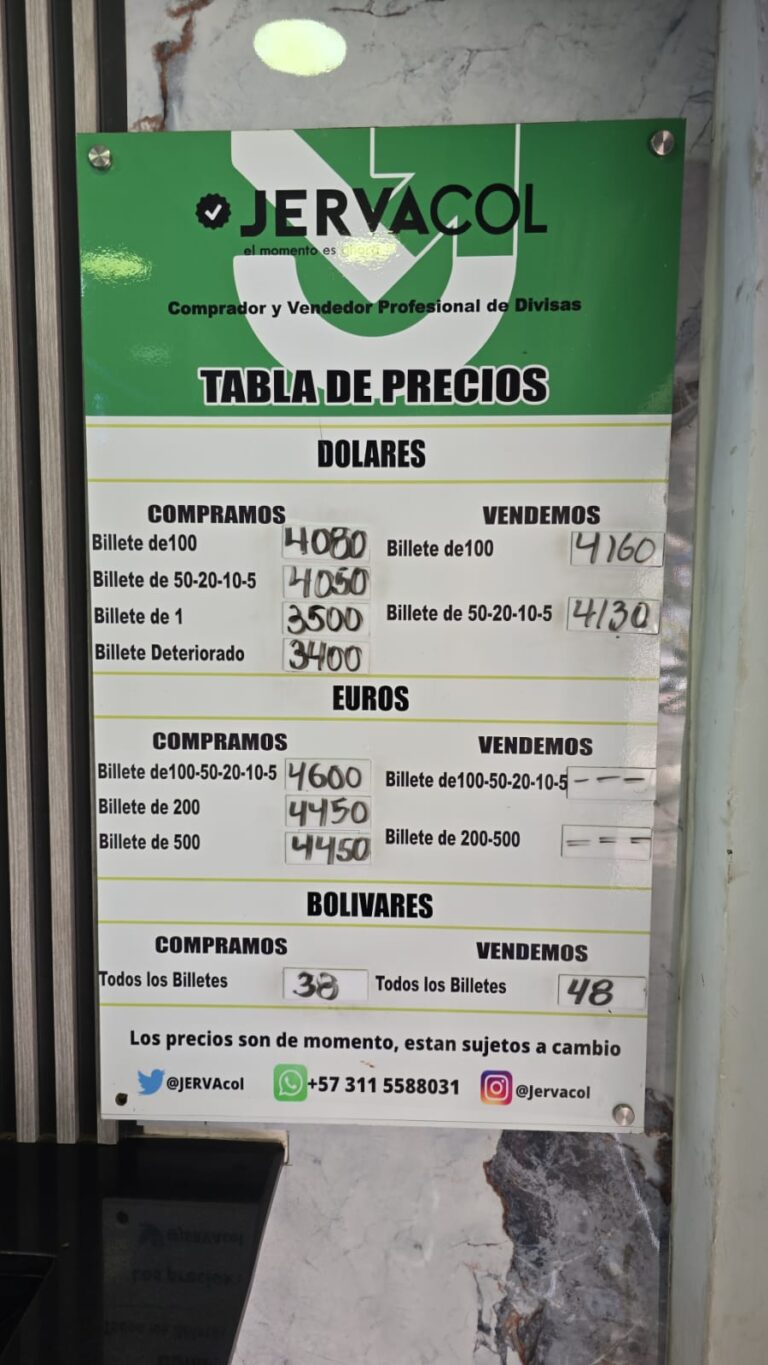 JERVACOL
el momento es ahora
Comprador y Vendedor Profesional de Divisas
TABLA DE PRECIOS
DOLARES
COMPRAMOS VENDEMOS
Billete de100 4080 Billete de100 4160
Billete de 50-20-10-5 4050
Billete de 1 3500 Billete de 50-20-10-5 4130
Billete Deteriorado 3400
EUROS
COMPRAMOS VENDEMOS
Billete de100-50-20-10-5 4600 Billete de100-50-20-10-5 ---
Billete de 200 4450
Billete de 500 4450 Billete de 200-500 ===
BOLIVARES
COMPRAMOS VENDEMOS
Todos los Billetes 38 Todos los Billetes 48
Los precios son de momento, estan sujetos a cambio
@JERVAcol +57 311 5588031 @Jervacol